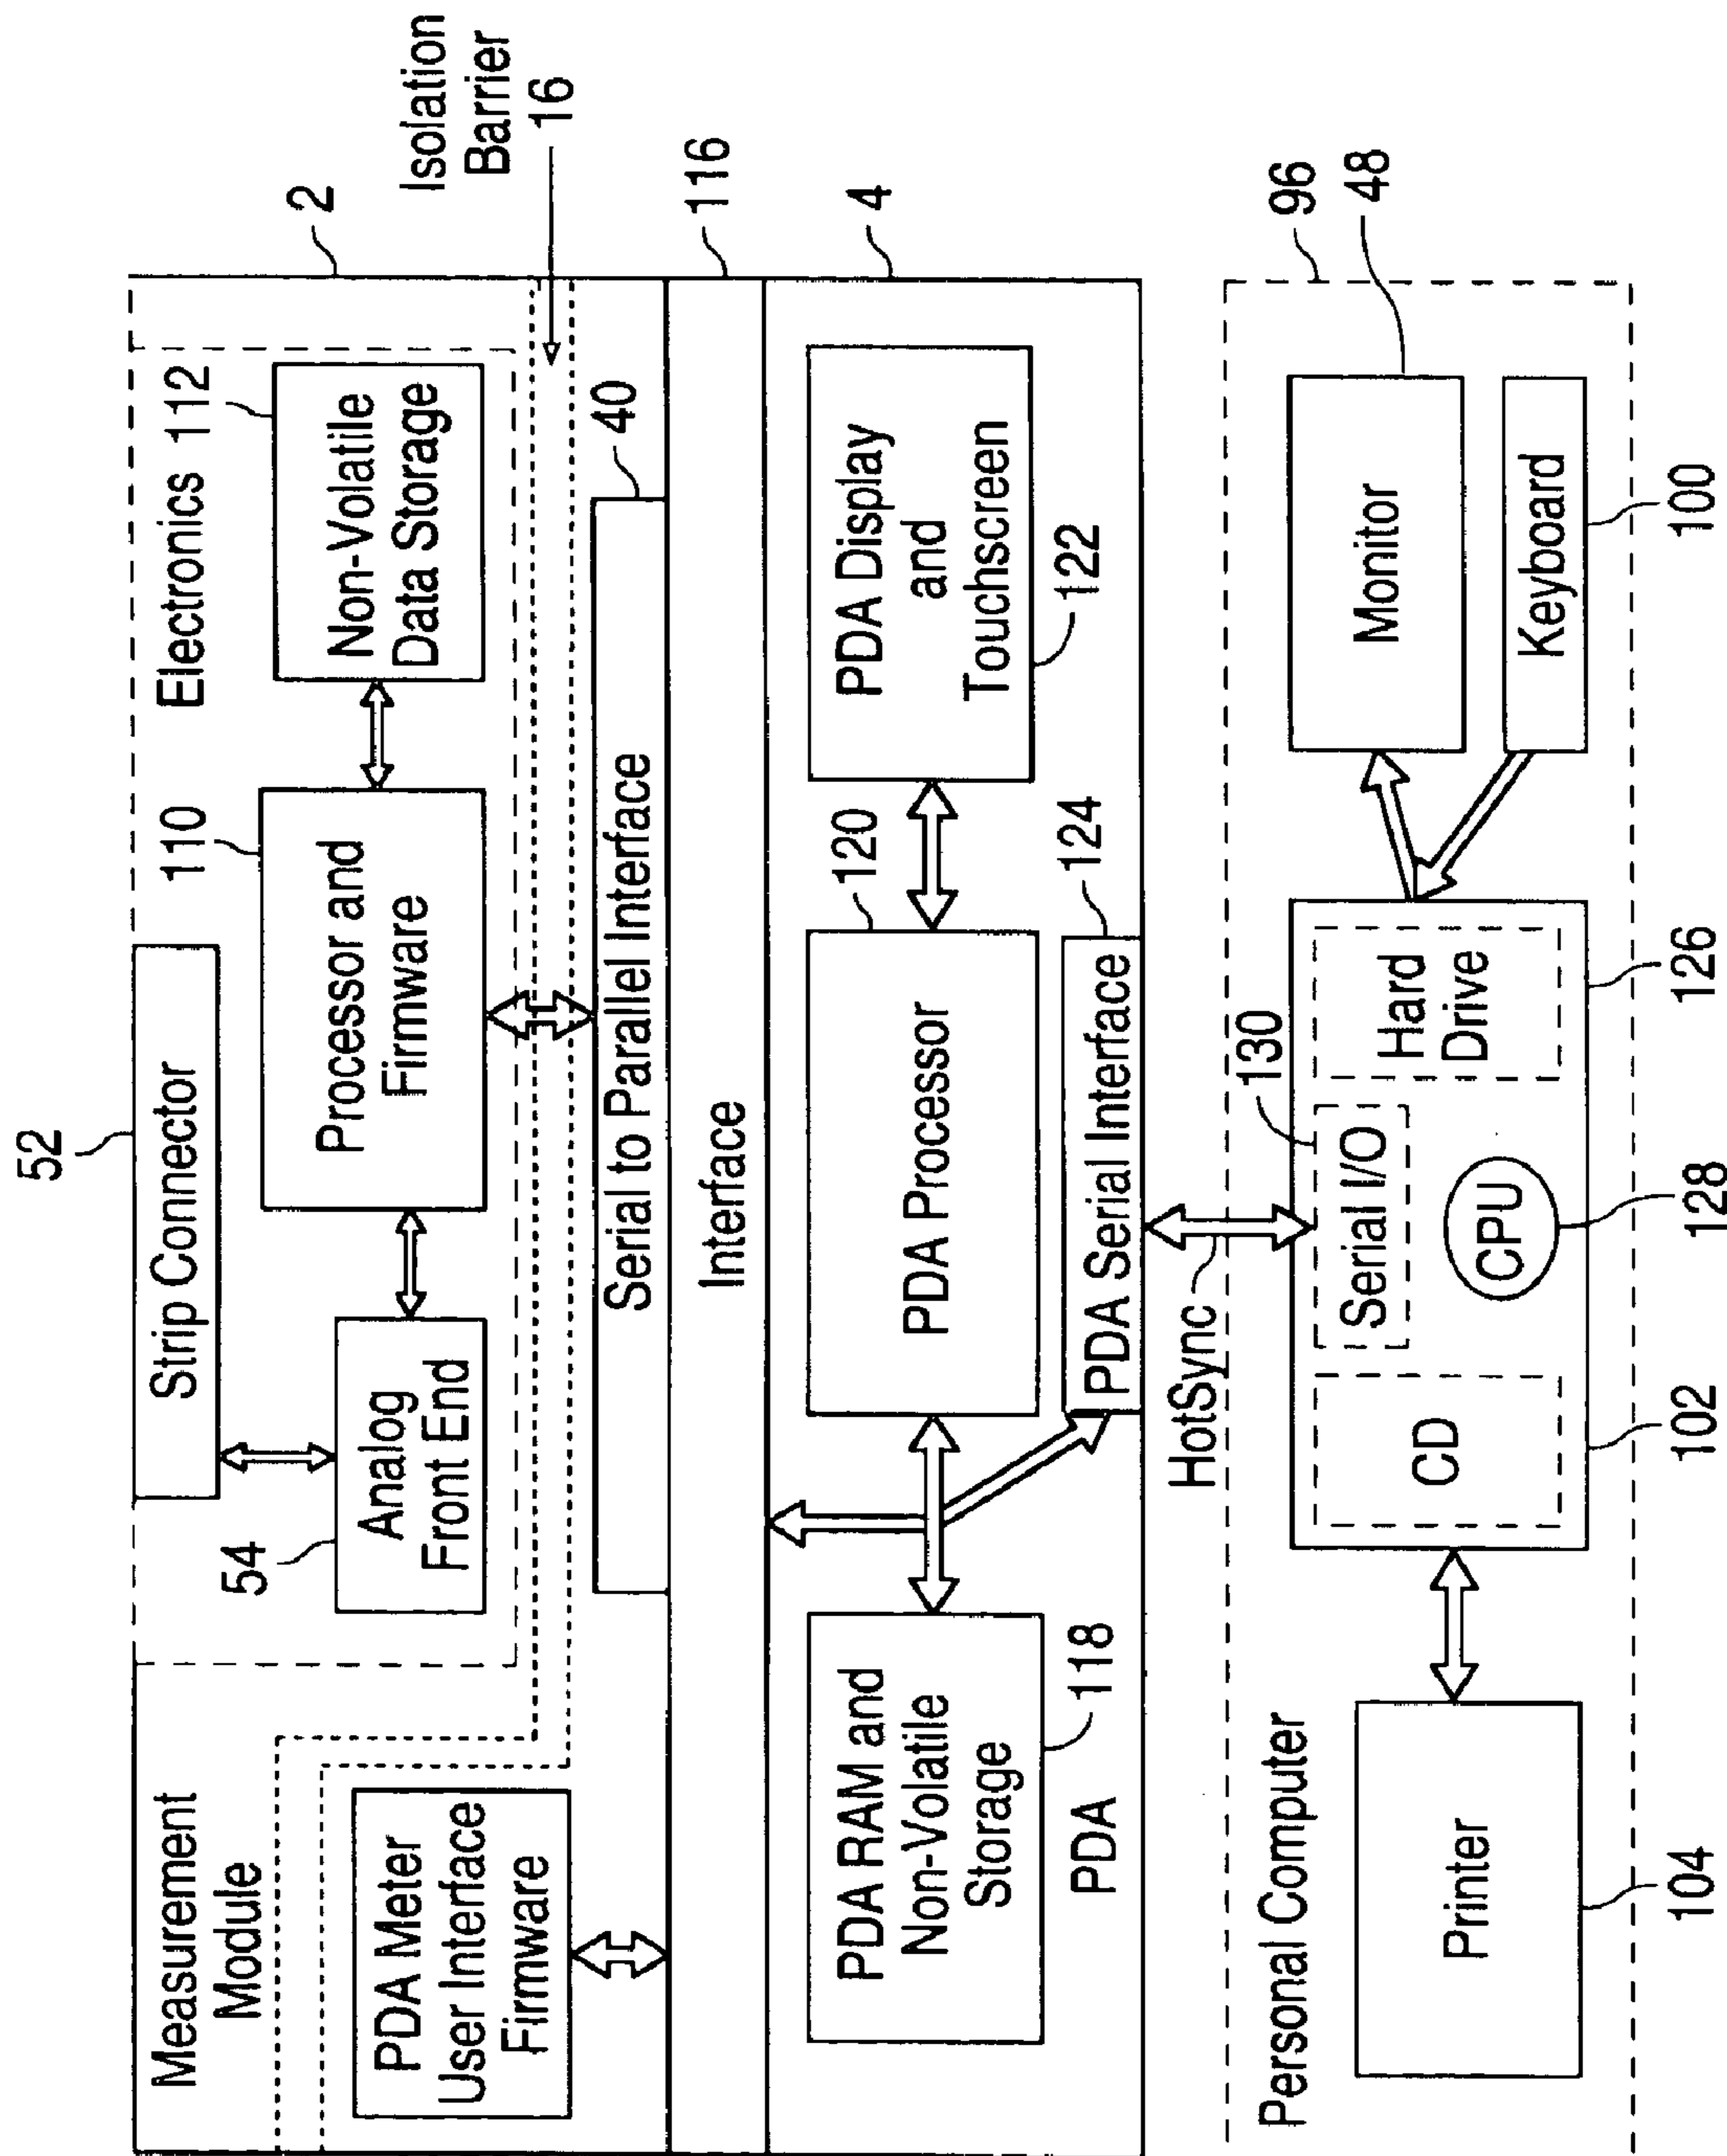 52
2
Isolation
Barrier
16
Measurement
Module
Strip Connector
Electronics
110
112
54
Analog
Front End
Processor and
Firmware
Non-Volatile
Data Storage
PDA Meter
User Interface
Firmware
Serial to Parallel Interface
40
Interface
116
4
PDA RAM and
Non-Volatile
Storage
118
PDA Processor
120
PDA Display
and
Touchscreen
122
PDA
PDA Serial Interface
124
HotSync
Personal Computer
96
48
130
Printer
CD
Serial I/O
CPU
Hard
Drive
Monitor
Keyboard
104
102
128
126
100